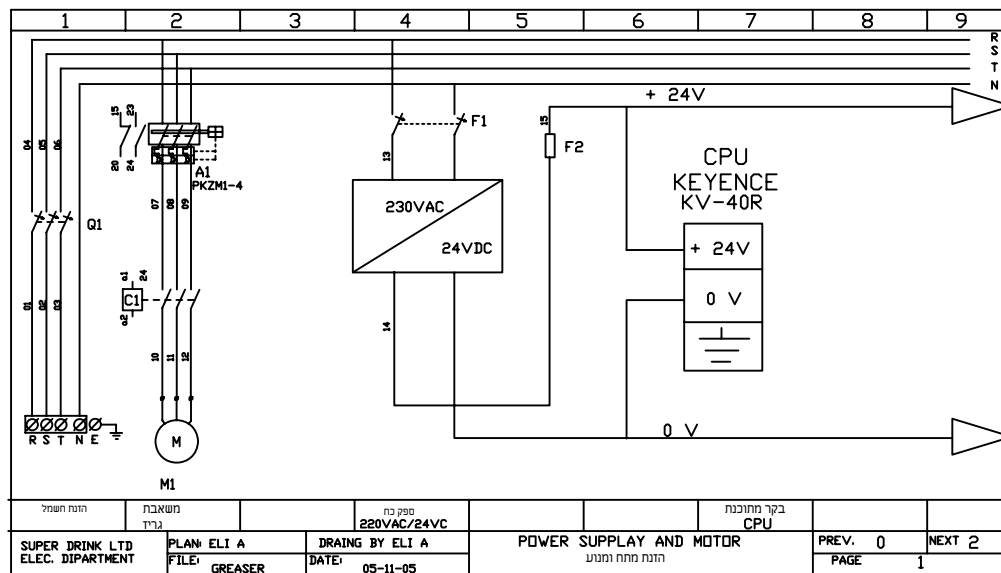 1 2 3 4 5 6 7 8 9
R
S
T
N
+ 24V
04 05 06
15 23
20 24
A1
PKZM1-4
07 08 09
Q1
01 02 03
a1 24
C1
a2
10 11 12
R S T N E
M
M1
F1
13
230VAC
24VDC
14
15
F2
CPU
KEYENCE
KV-40R
+ 24V
0 V
0 V
הזנת חשמל
משאבת
גריז
ספק כח
220VAC/24VC
בקר מתוכנת
CPU
SUPER DRINK LTD
ELEC. DIPARTMENT
PLAN: ELI A
FILE: GREASER
DRAING BY ELI A
DATE: 05-11-05
POWER SUPPLAY AND MOTOR
הזנת מתח ומנוע
PREV. 0
NEXT 2
PAGE 1